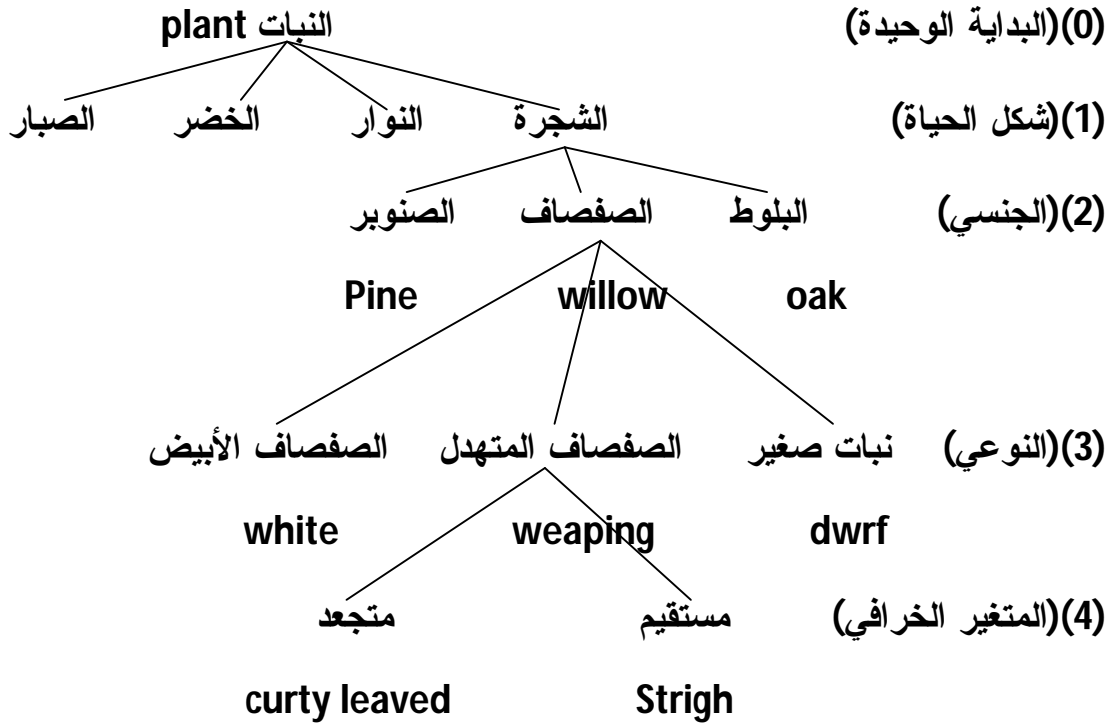 (0)(البداية الوحيدة) النبات plant
(1)(شكل الحياة) الشجرة النوار الخضر الصبار
(2)(الجنسي) البلوط الصفصاف الصنوبر
Pine willow oak
(3)(النوعي) نبات صغير الصفصاف المتهدل الصفصاف الأبيض
white weaping dwrf
(4)(المتغير الخرافي) مستقيم متجعد
curty leaved Strigh